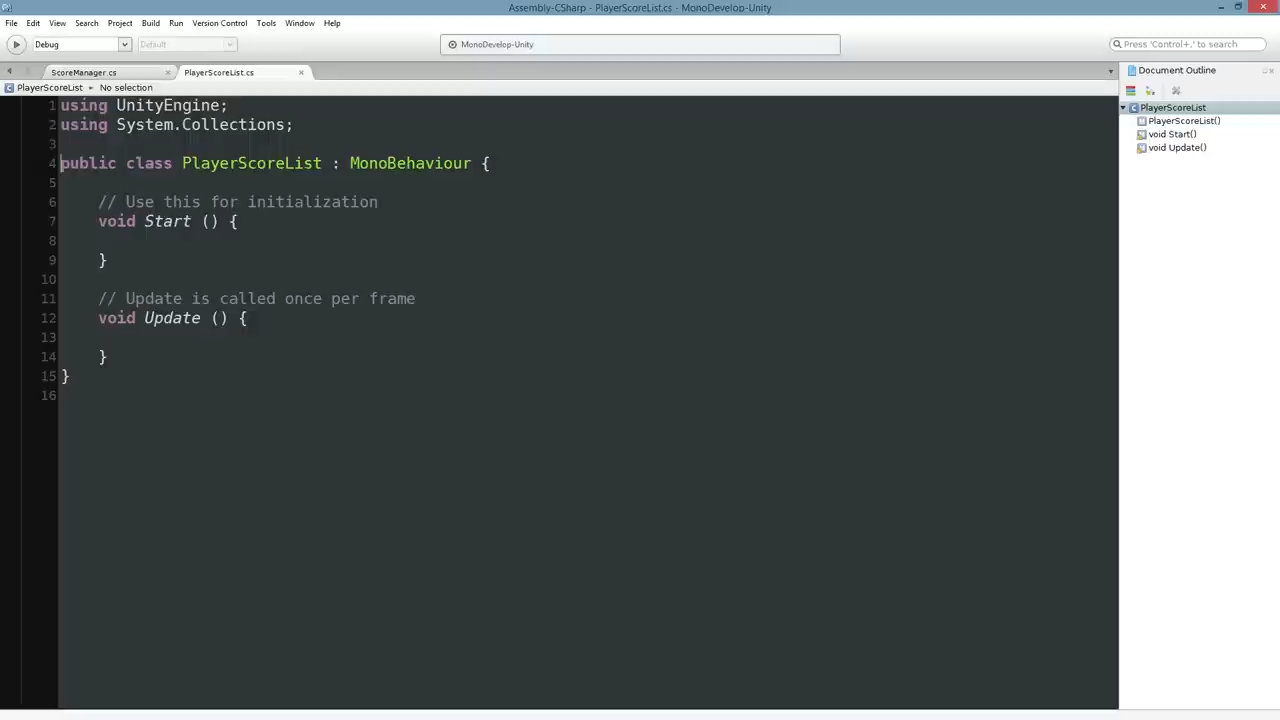 Assembly-CSharp - PlayerScoreList.cs - MonoDevelop-Unity
File Edit View Search Project Build Run Version Control Tools Window Help
Debug Default MonoDevelop-Unity Press 'Control+,' to search
ScoreManager.cs PlayerScoreList.cs
PlayerScoreList No selection
1 using UnityEngine;
2 using System.Collections;
3
4 public class PlayerScoreList : MonoBehaviour {
5
6 // Use this for initialization
7 void Start () {
8
9 }
10
11 // Update is called once per frame
12 void Update () {
13
14 }
15 }
16
Document Outline
PlayerScoreList
PlayerScoreList()
void Start()
void Update()